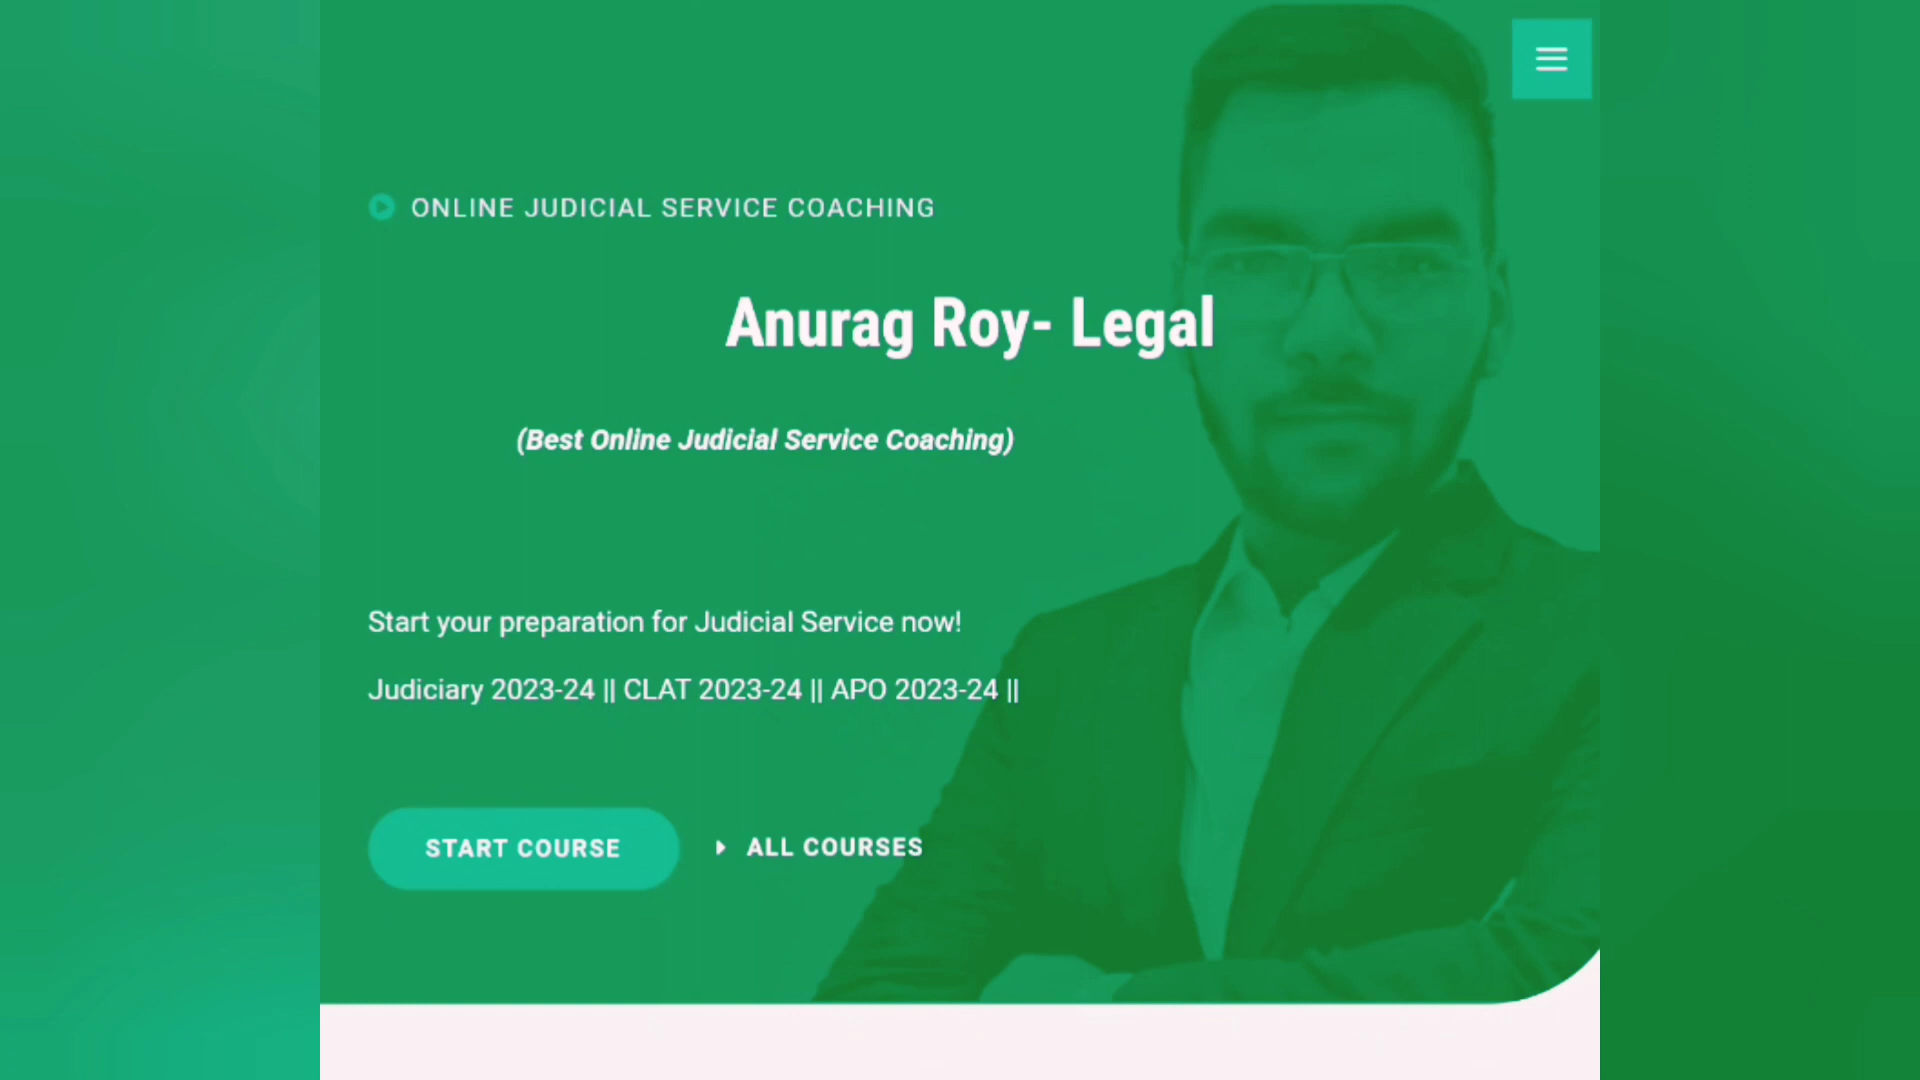 ONLINE JUDICIAL SERVICE COACHING
Anurag Roy- Legal
(Best Online Judicial Service Coaching)
Start your preparation for Judicial Service now!
Judiciary 2023-24 || CLAT 2023-24 || APO 2023-24 ||
START COURSE
ALL COURSES